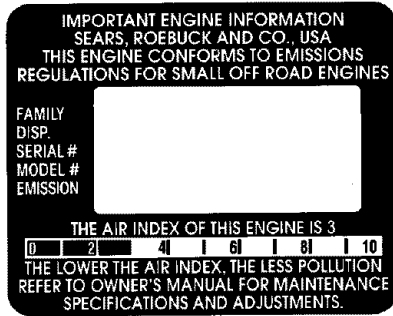 IMPORTANT ENGINE INFORMATION
SEARS, ROEBUCK AND CO., USA
THIS ENGINE CONFORMS TO EMISSIONS
REGULATIONS FOR SMALL OFF ROAD ENGINES
FAMILY
DISP.
SERIAL #
MODEL #
EMISSION
THE AIR INDEX OF THIS ENGINE IS 3
0 2 4 6 8 10
THE LOWER THE AIR INDEX, THE LESS POLLUTION
REFER TO OWNER'S MANUAL FOR MAINTENANCE
SPECIFICATIONS AND ADJUSTMENTS.